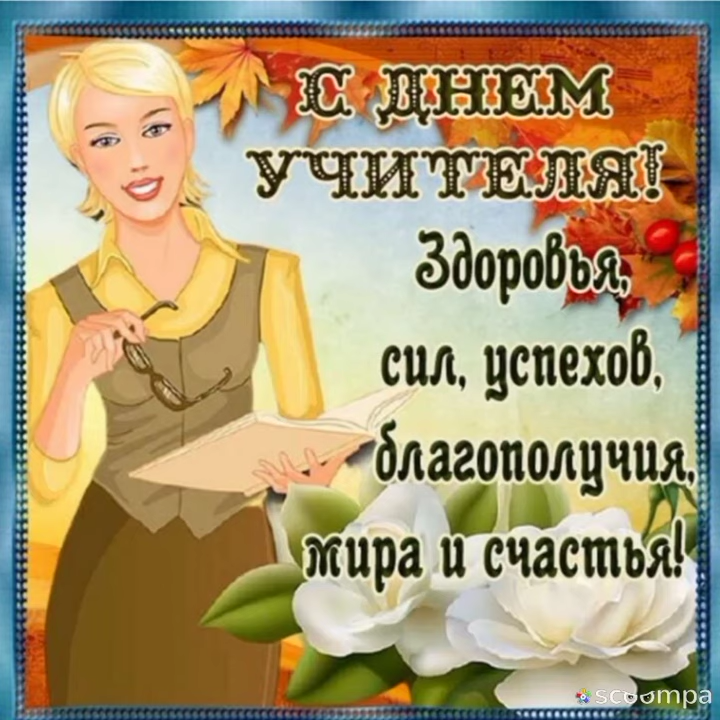 С ДНЕМ
УЧИТЕЛЯ!
Здоровья,
сил, успехов,
благополучия,
мира и счастья!
scoompa